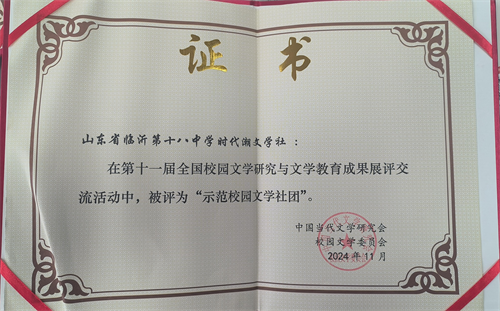 证书
山东省临沂第十八中学时代潮文学社：
在第十一届全国校园文学研究与文学教育成果展评交
流活动中，被评为“示范校园文学社团”。
中国当代文学研究会
校园文学委员会
2024年11月